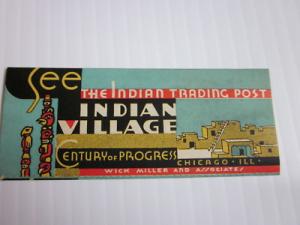 See
THE INDIAN TRADING POST
INDIAN
VILLAGE
CENTURY OF PROGRESS
CHICAGO · ILL ·
WICK MILLER AND ASSOCIATES